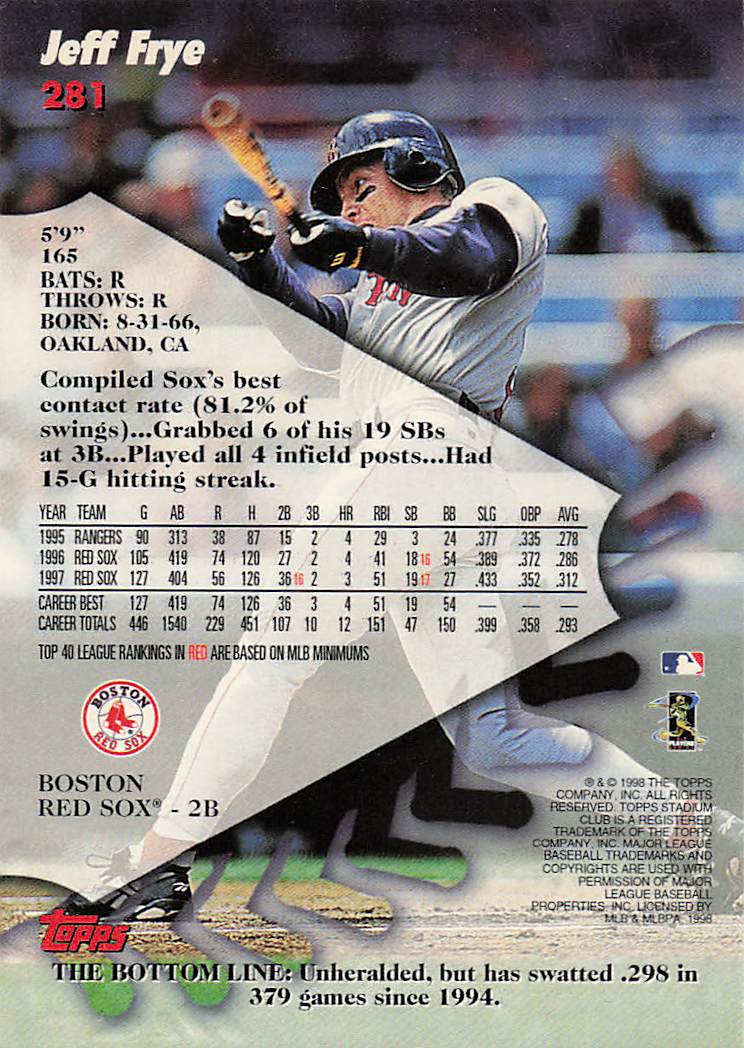 Jeff Frye
281
5'9"
165
BATS: R
THROWS: R
BORN: 8-31-66,
OAKLAND, CA
Compiled Sox's best
contact rate (81.2% of
swings)...Grabbed 6 of his 19 SBs
at 3B...Played all 4 infield posts...Had
15-G hitting streak.
YEAR TEAM G AB R H 2B 3B HR RBI SB BB SLG OBP AVG
1995 RANGERS 90 313 38 87 15 2 4 29 3 24 .377 .335 .278
1996 RED SOX 105 419 74 120 27 2 4 41 18 16 54 .389 .372 .286
1997 RED SOX 127 404 56 126 36 16 2 3 51 19 17 27 .433 .352 .312
CAREER BEST 127 419 74 126 36 3 4 51 19 54 — — —
CAREER TOTALS 446 1540 229 451 107 10 12 151 47 150 .399 .358 .293
TOP 40 LEAGUE RANKINGS IN RED ARE BASED ON MLB MINIMUMS
BOSTON
RED SOX
BOSTON
RED SOX® - 2B
PLAYERS
® & © 1998 THE TOPPS
COMPANY, INC. ALL RIGHTS
RESERVED. TOPPS STADIUM
CLUB IS A REGISTERED
TRADEMARK OF THE TOPPS
COMPANY, INC. MAJOR LEAGUE
BASEBALL TRADEMARKS AND
COPYRIGHTS ARE USED WITH
PERMISSION OF MAJOR
LEAGUE BASEBALL
PROPERTIES, INC. LICENSED BY
MLB & MLBPA, 1998
Topps
THE BOTTOM LINE: Unheralded, but has swatted .298 in
379 games since 1994.